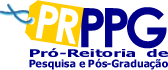 PRPPG
Pró-Reitoria de
Pesquisa e Pós-Graduação